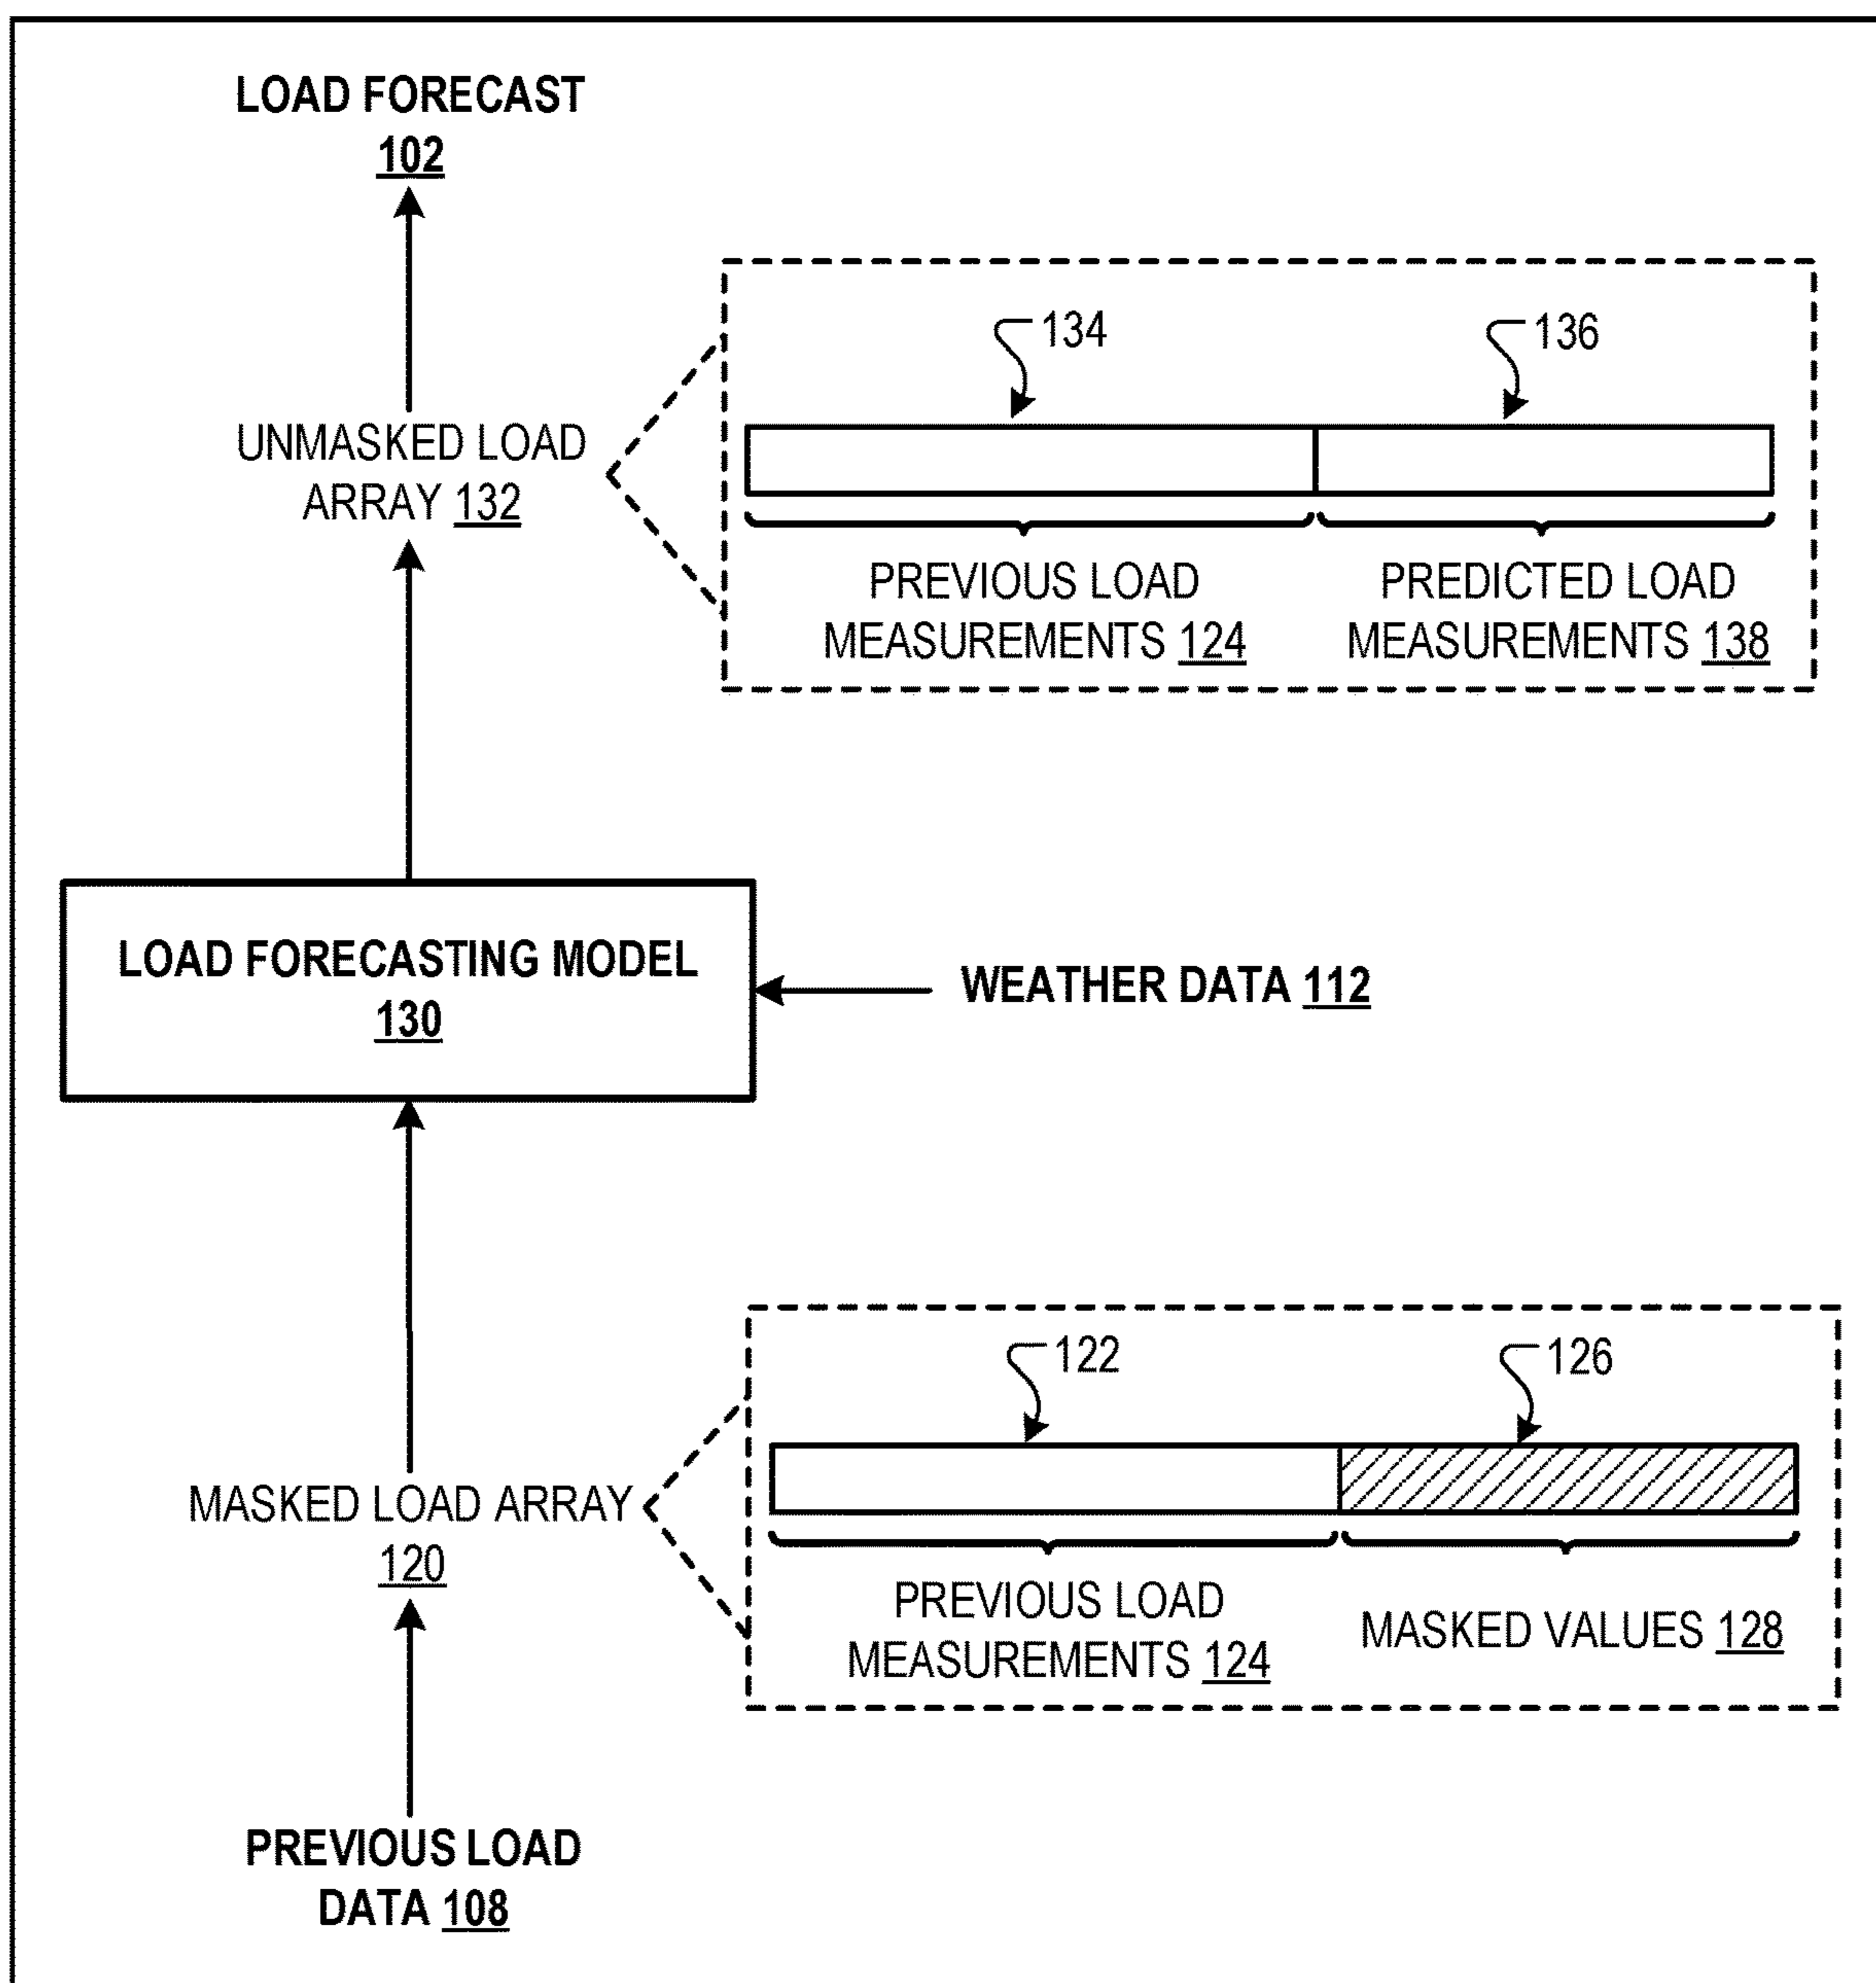 LOAD FORECAST
102
134
136
UNMASKED LOAD
ARRAY 132
PREVIOUS LOAD
MEASUREMENTS 124
PREDICTED LOAD
MEASUREMENTS 138
LOAD FORECASTING MODEL
130
WEATHER DATA 112
122
126
MASKED LOAD ARRAY
120
PREVIOUS LOAD
MEASUREMENTS 124
MASKED VALUES 128
PREVIOUS LOAD
DATA 108